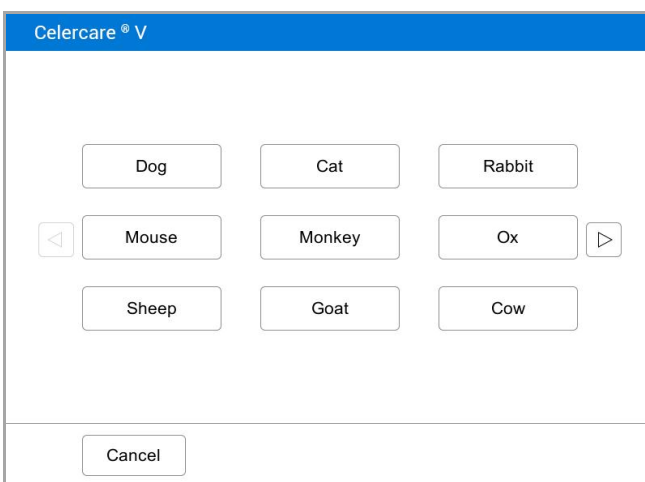 Celercare ® V
Dog Cat Rabbit
Mouse Monkey Ox
Sheep Goat Cow
Cancel